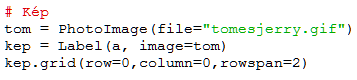 # Kép
tom = PhotoImage(file="tomesjerry.gif")
kep = Label(a, image=tom)
kep.grid(row=0,column=0,rowspan=2)